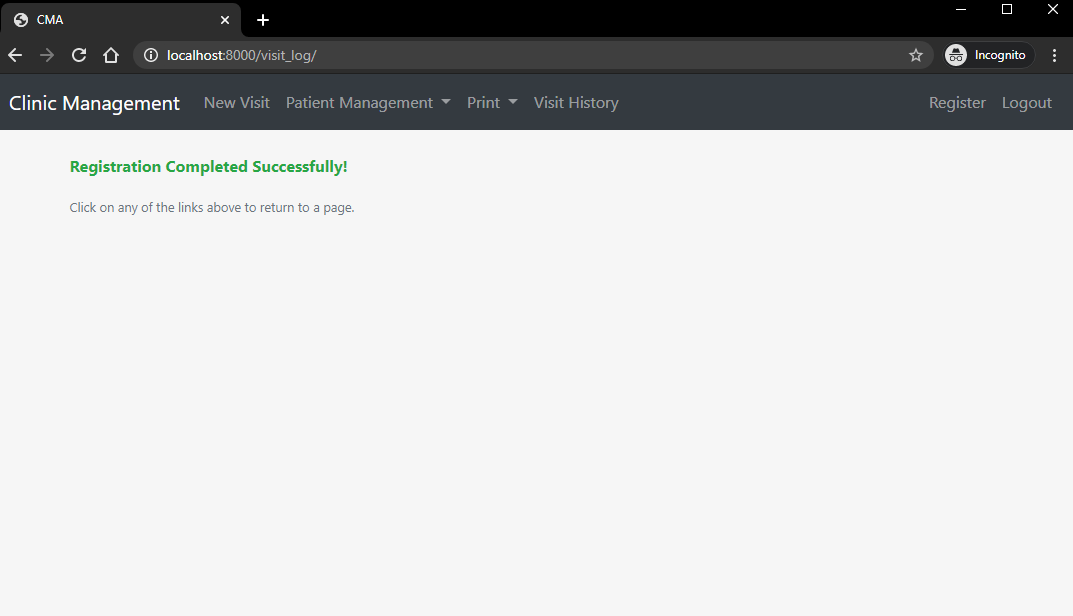 CMA
localhost:8000/visit_log/
Incognito
Clinic Management New Visit Patient Management Print Visit History Register Logout
Registration Completed Successfully!
Click on any of the links above to return to a page.